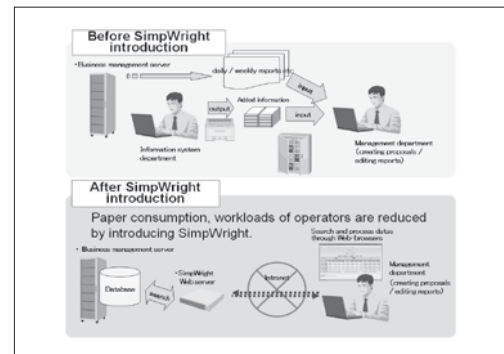 Before SimpWright
introduction
• Business management server
daily / weekly reports etc.
input
output
Added information
input
Information system
department
Management department
(creating proposals /
editing reports)
After SimpWright
introduction
Paper consumption, workloads of operators are reduced
by introducing SimpWright.
Search and process datas
through Web-browsers
• Business management server
• SimpWright
Web server
Database
search
Intranet
Management
department
(creating proposals
/ editing reports)